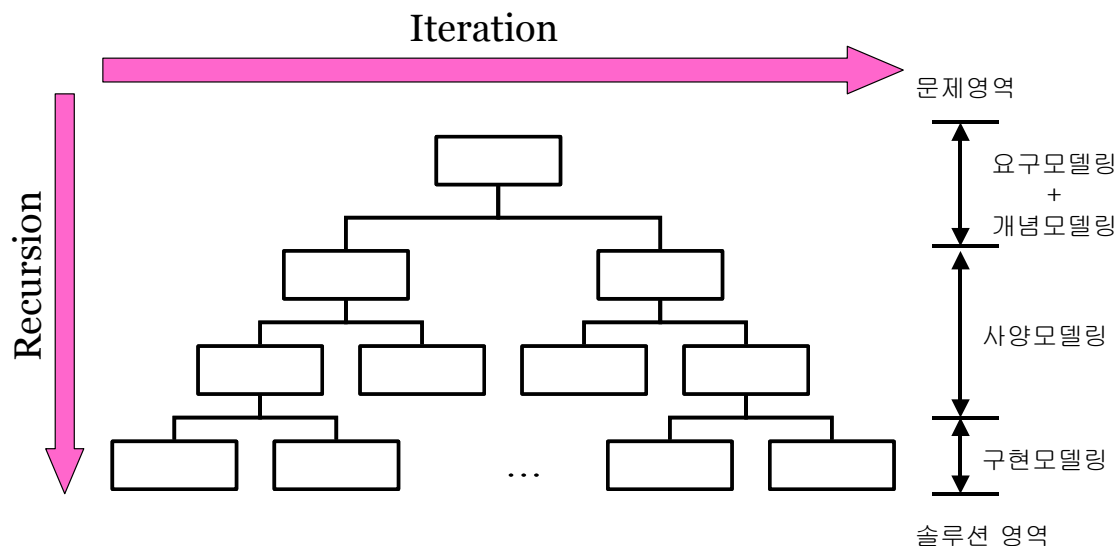 Iteration
문제영역
요구모델링
+
개념모델링
Recursion
사양모델링
구현모델링
...
솔루션 영역